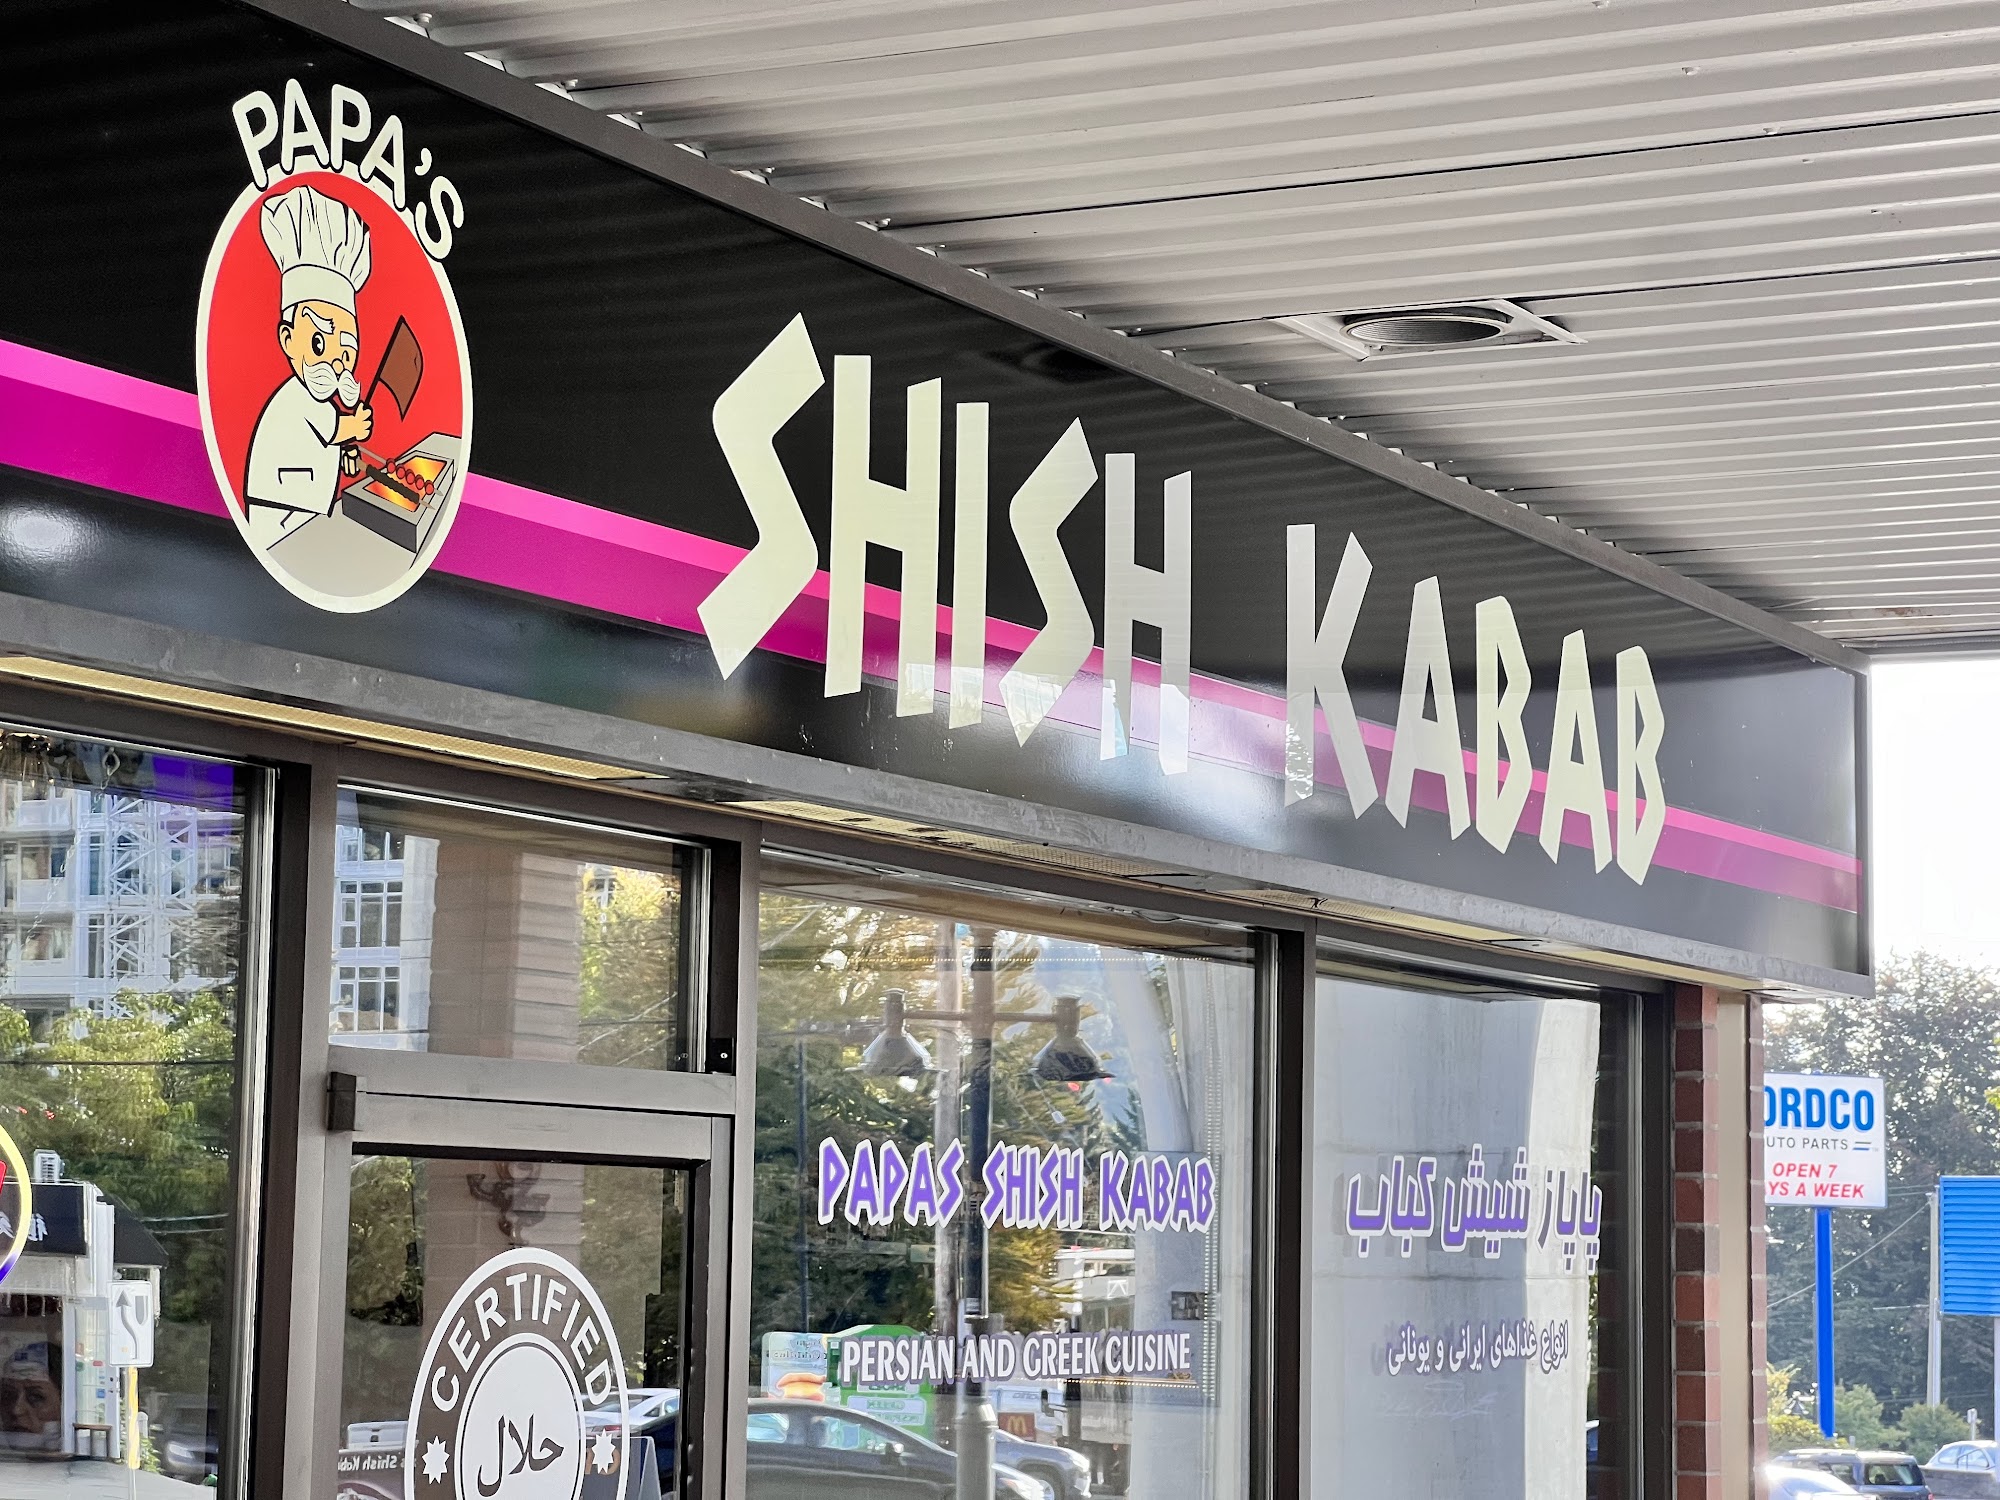 PAPA'S
SHISH KABAB
PAPAS SHISH KABAB
پاپاز شیش کباب
PERSIAN AND GREEK CUISINE
انواع غذاهای ایرانی و یونانی
CERTIFIED
حلال
ORDCO
UTO PARTS
OPEN 7
YS A WEEK